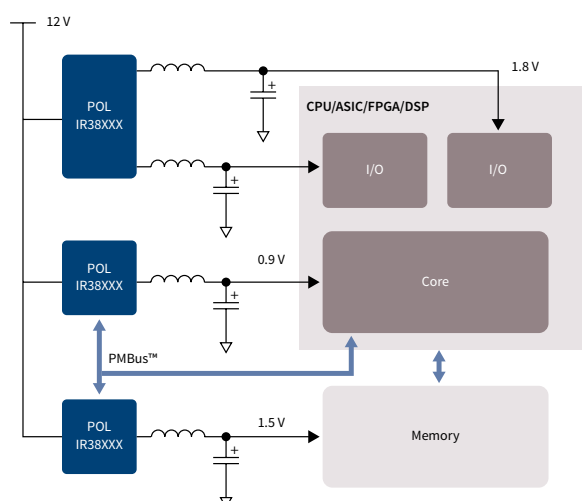 12 V
POL
IR38XXX
1.8 V
+
CPU/ASIC/FPGA/DSP
I/O
I/O
+
POL
IR38XXX
0.9 V
Core
+
PMBus™
POL
IR38XXX
1.5 V
Memory
+